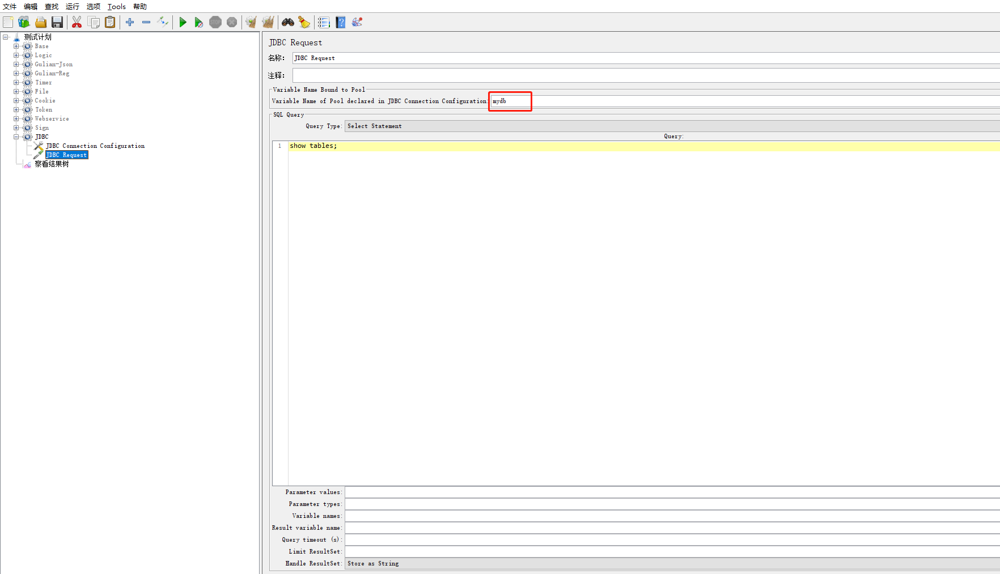 文件 编辑 查找 运行 选项 Tools 帮助
STOP
测试计划
Base
Logic
Gulian-Json
Gulian-Reg
Timer
File
Cookie
Token
Webservice
Sign
JDBC
JDBC Connection Configuration
JDBC Request
察看结果树
JDBC Request
名称: JDBC Request
注释:
Variable Name Bound to Pool
Variable Name of Pool declared in JDBC Connection Configuration: mydb
SQL Query
Query Type: Select Statement
Query:
1 show tables;
Parameter values:
Parameter types:
Variable names:
Result variable name:
Query timeout (s):
Limit ResultSet:
Handle ResultSet: Store as String